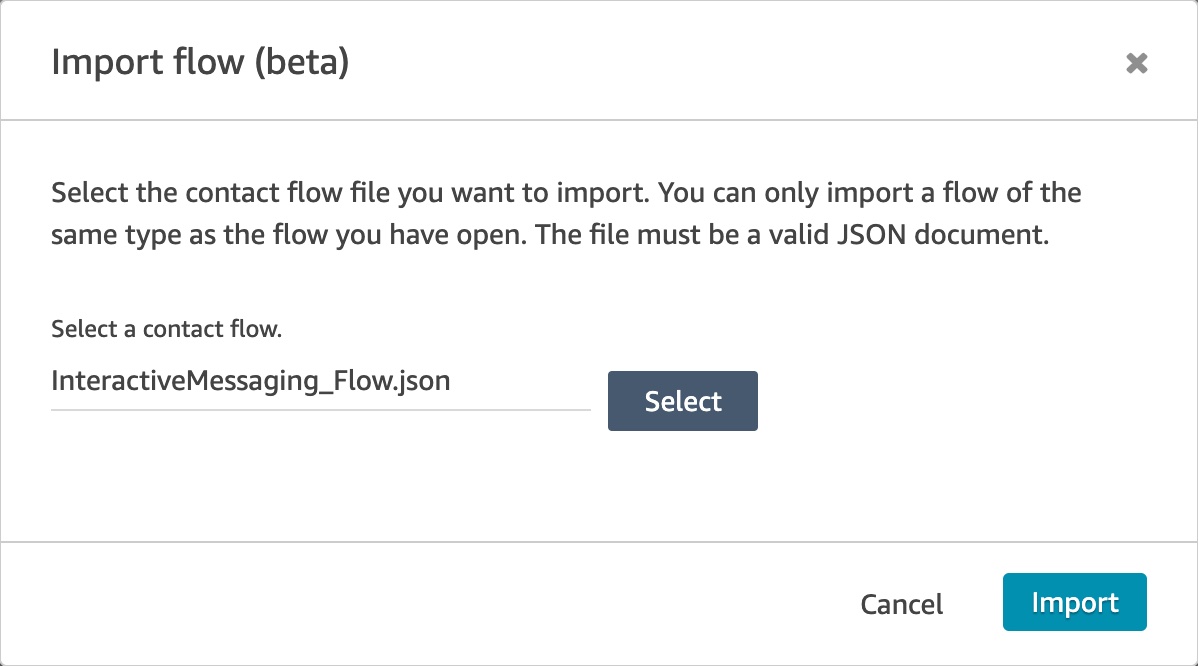 Import flow (beta)
Select the contact flow file you want to import. You can only import a flow of the
same type as the flow you have open. The file must be a valid JSON document.
Select a contact flow.
InteractiveMessaging_Flow.json
Select
Cancel
Import